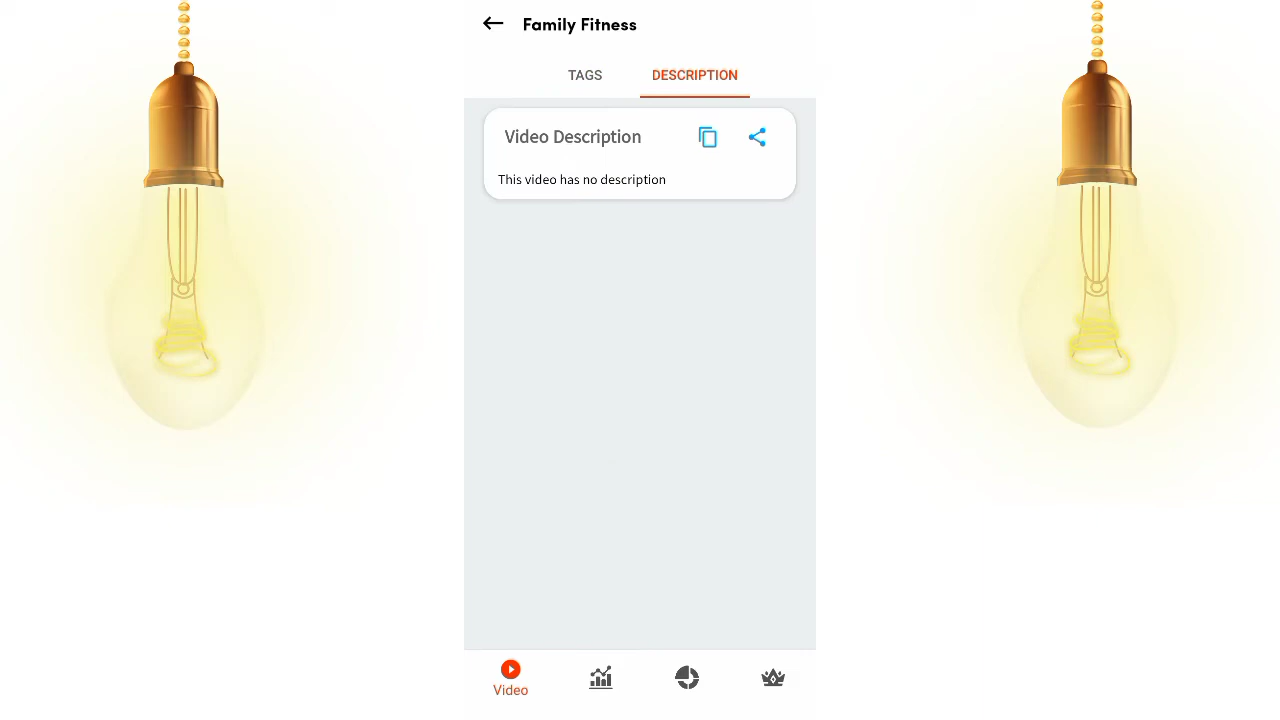 Family Fitness
TAGS
DESCRIPTION
Video Description
This video has no description
Video